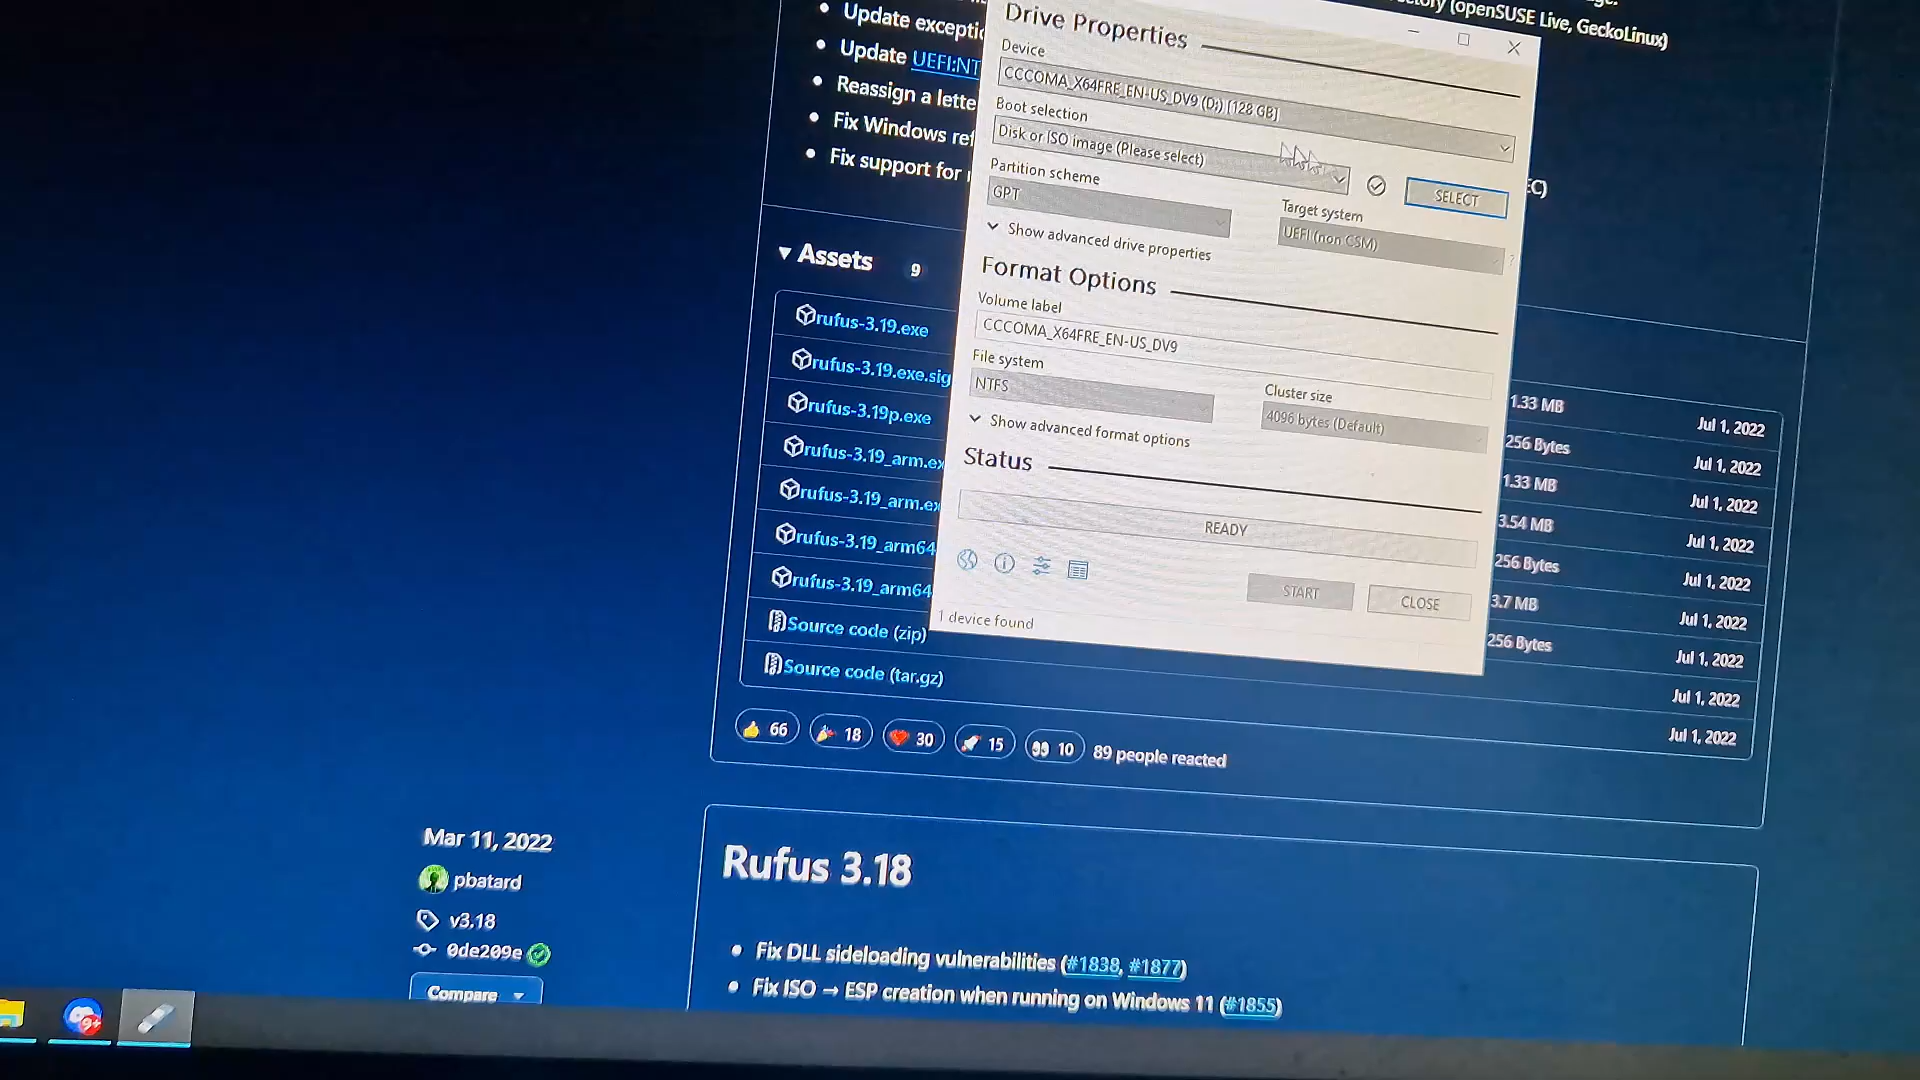 ctory (openSUSE Live, GeckoLinux)
Update excepti
Update UEFI:NT
Reassign a lette
Fix Windows ref
Fix support for
EC)
Assets 9
rufus-3.19.exe
1.33 MB
Jul 1, 2022
rufus-3.19.exe.sig
256 Bytes
Jul 1, 2022
rufus-3.19p.exe
1.33 MB
Jul 1, 2022
rufus-3.19_arm.ex
3.54 MB
Jul 1, 2022
rufus-3.19_arm.ex
256 Bytes
Jul 1, 2022
rufus-3.19_arm64
3.7 MB
Jul 1, 2022
rufus-3.19_arm64
256 Bytes
Jul 1, 2022
Source code (zip)
Jul 1, 2022
Source code (tar.gz)
Jul 1, 2022
66 18 30 15 10 89 people reacted
Drive Properties
Device
CCCOMA_X64FRE_EN-US_DV9 (D:) [128 GB]
Boot selection
Disk or ISO image (Please select)
SELECT
Partition scheme
GPT
Target system
UEFI (non CSM)
?
Show advanced drive properties
Format Options
Volume label
CCCOMA_X64FRE_EN-US_DV9
File system
NTFS
Cluster size
4096 bytes (Default)
Show advanced format options
Status
READY
START
CLOSE
1 device found
Mar 11, 2022
pbatard
v3.18
0de209e
Compare
Rufus 3.18
Fix DLL sideloading vulnerabilities (#1838, #1877)
Fix ISO → ESP creation when running on Windows 11 (#1855)
9+